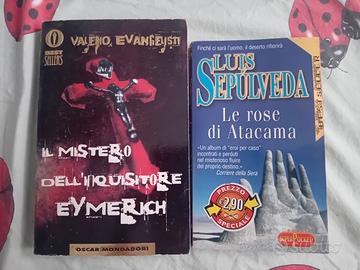 BEST
SELLERS
VALERIO EVANGELISTI
IL MISTERO
DELL'INQUISITORE
EYMERICH
OSCAR MONDADORI
Finché ci sarà l'uomo, il deserto rifiorirà
LUIS
SEPÚLVEDA
Le rose
di Atacama
«Un album di "eroi per caso"
incontrati e perduti
nel misterioso fluire
del proprio destino.»
Corriere della Sera
PREZZO
€2,90
SPECIALE
SUPERPOCKET